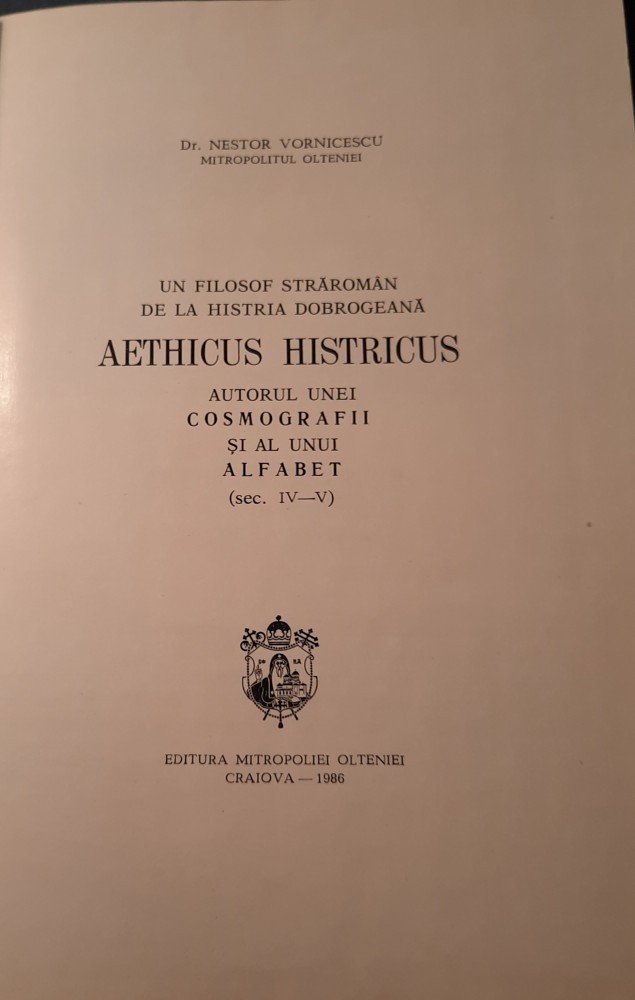 Dr. NESTOR VORNICESCU
MITROPOLITUL OLTENIEI
UN FILOSOF STRĂROMÂN
DE LA HISTRIA DOBROGEANĂ
AETHICUS HISTRICUS
AUTORUL UNEI
COSMOGRAFII
ȘI AL UNUI
ALFABET
(sec. IV—V)
EDITURA MITROPOLIEI OLTENIEI
CRAIOVA — 1986